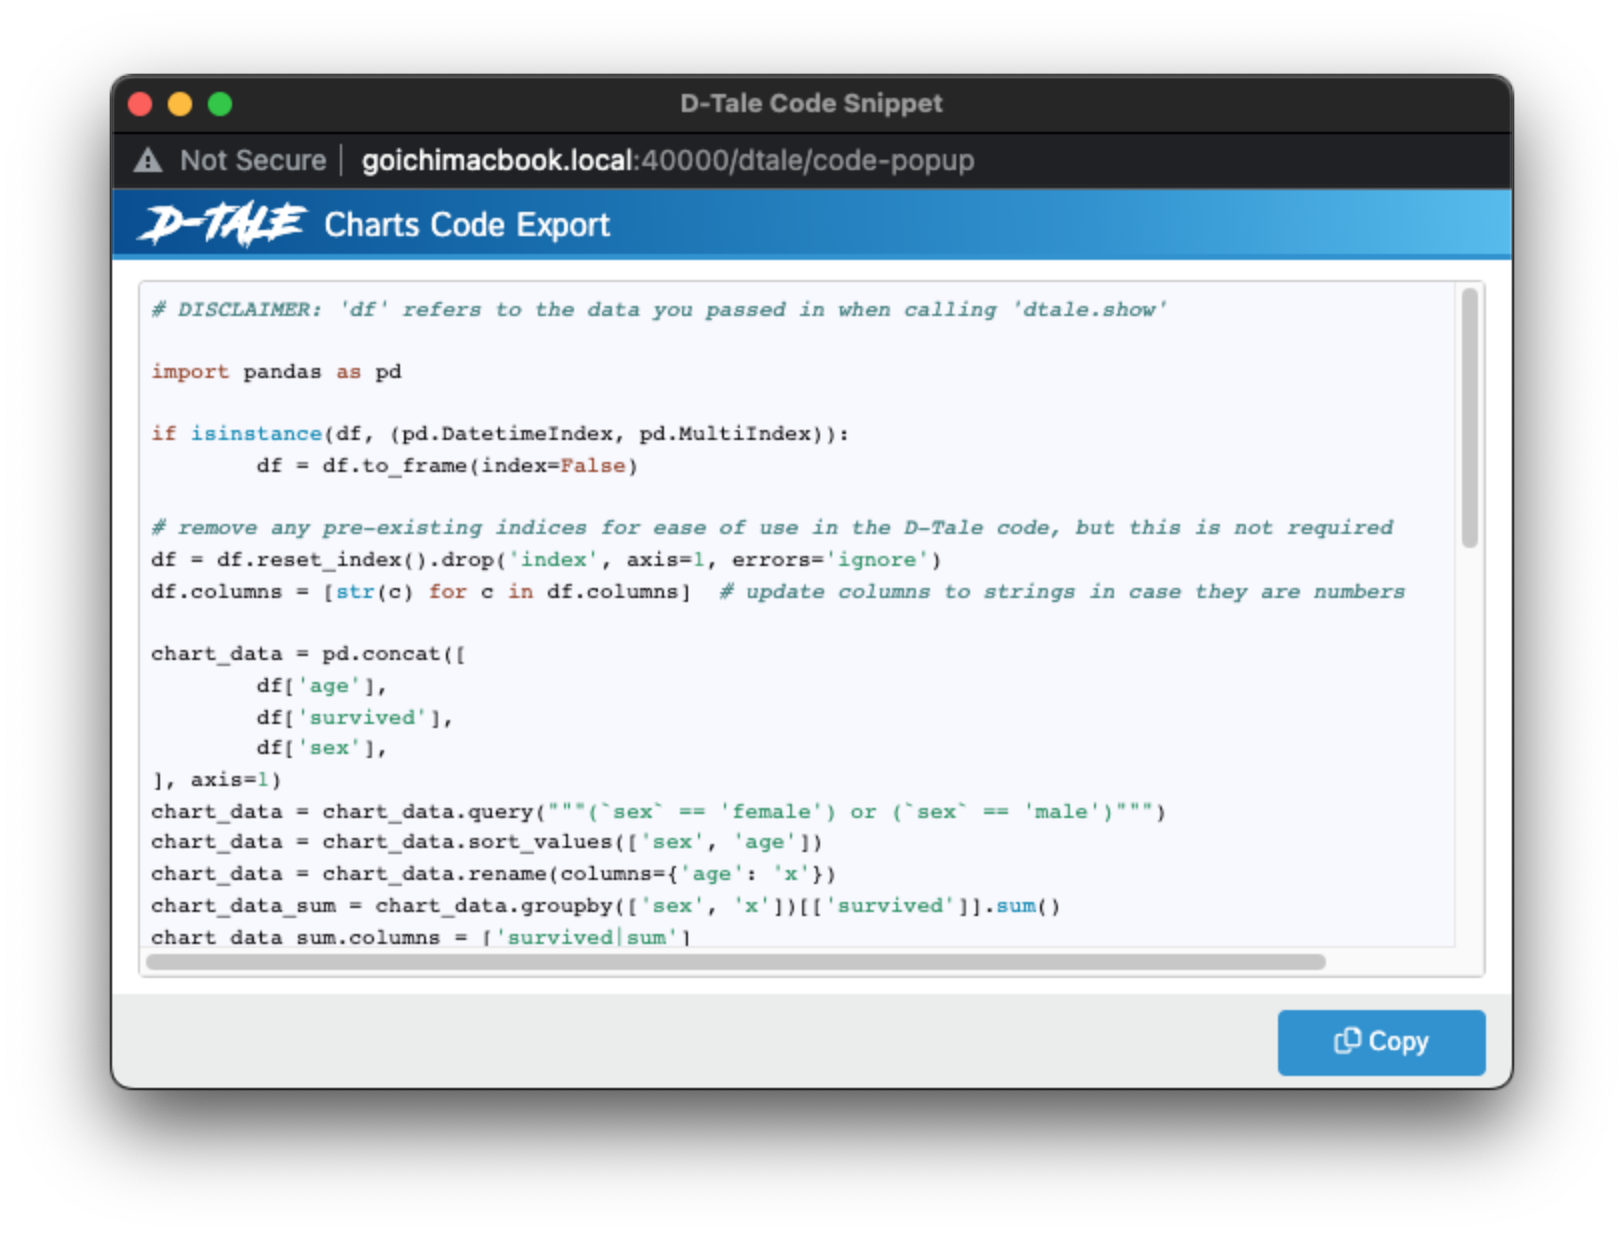 D-Tale Code Snippet
Not Secure | goichimacbook.local:40000/dtale/code-popup
D-TALE Charts Code Export
# DISCLAIMER: 'df' refers to the data you passed in when calling 'dtale.show'
import pandas as pd
if isinstance(df, (pd.DatetimeIndex, pd.MultiIndex)):
        df = df.to_frame(index=False)
# remove any pre-existing indices for ease of use in the D-Tale code, but this is not required
df = df.reset_index().drop('index', axis=1, errors='ignore')
df.columns = [str(c) for c in df.columns]  # update columns to strings in case they are numbers
chart_data = pd.concat([
        df['age'],
        df['survived'],
        df['sex'],
], axis=1)
chart_data = chart_data.query("""(`sex` == 'female') or (`sex` == 'male')""")
chart_data = chart_data.sort_values(['sex', 'age'])
chart_data = chart_data.rename(columns={'age': 'x'})
chart_data_sum = chart_data.groupby(['sex', 'x'])[['survived']].sum()
chart_data_sum.columns = ['survived|sum']
Copy